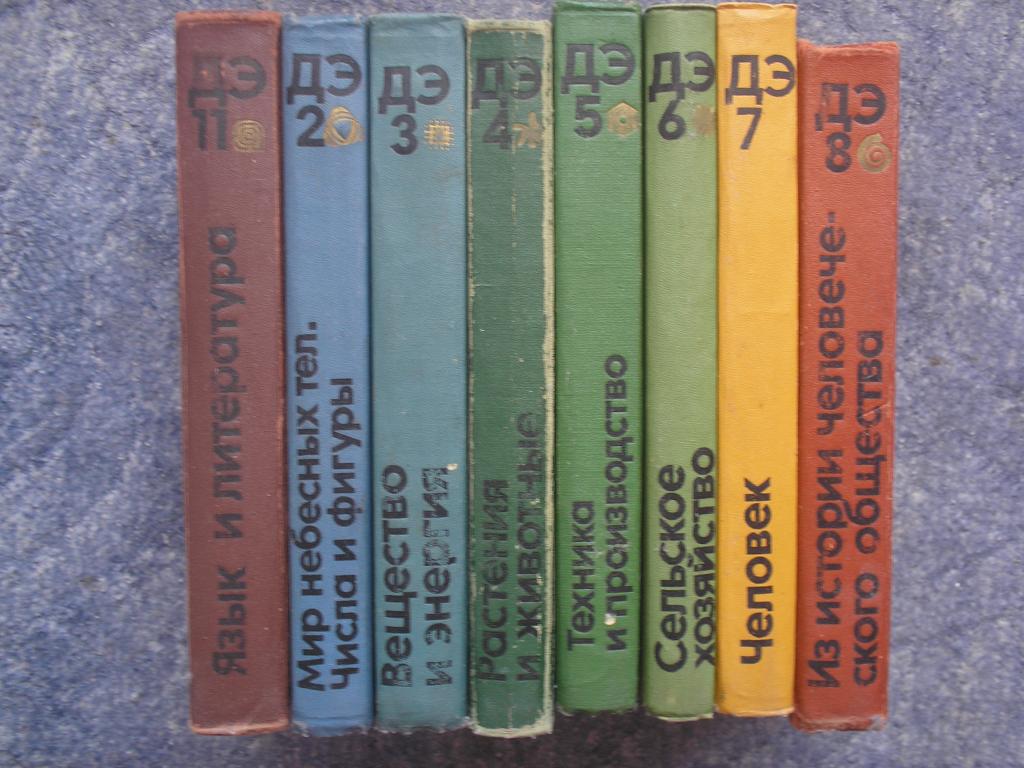 ДЭ
11
Язык и литература
ДЭ
2
Мир небесных тел.
Числа и фигуры
ДЭ
3
Вещество
и энергия
ДЭ
4
Растения
и животные
ДЭ
5
Техника
и производство
ДЭ
6
Сельское
хозяйство
ДЭ
7
Человек
ДЭ
8
Из истории человече-
ского общества